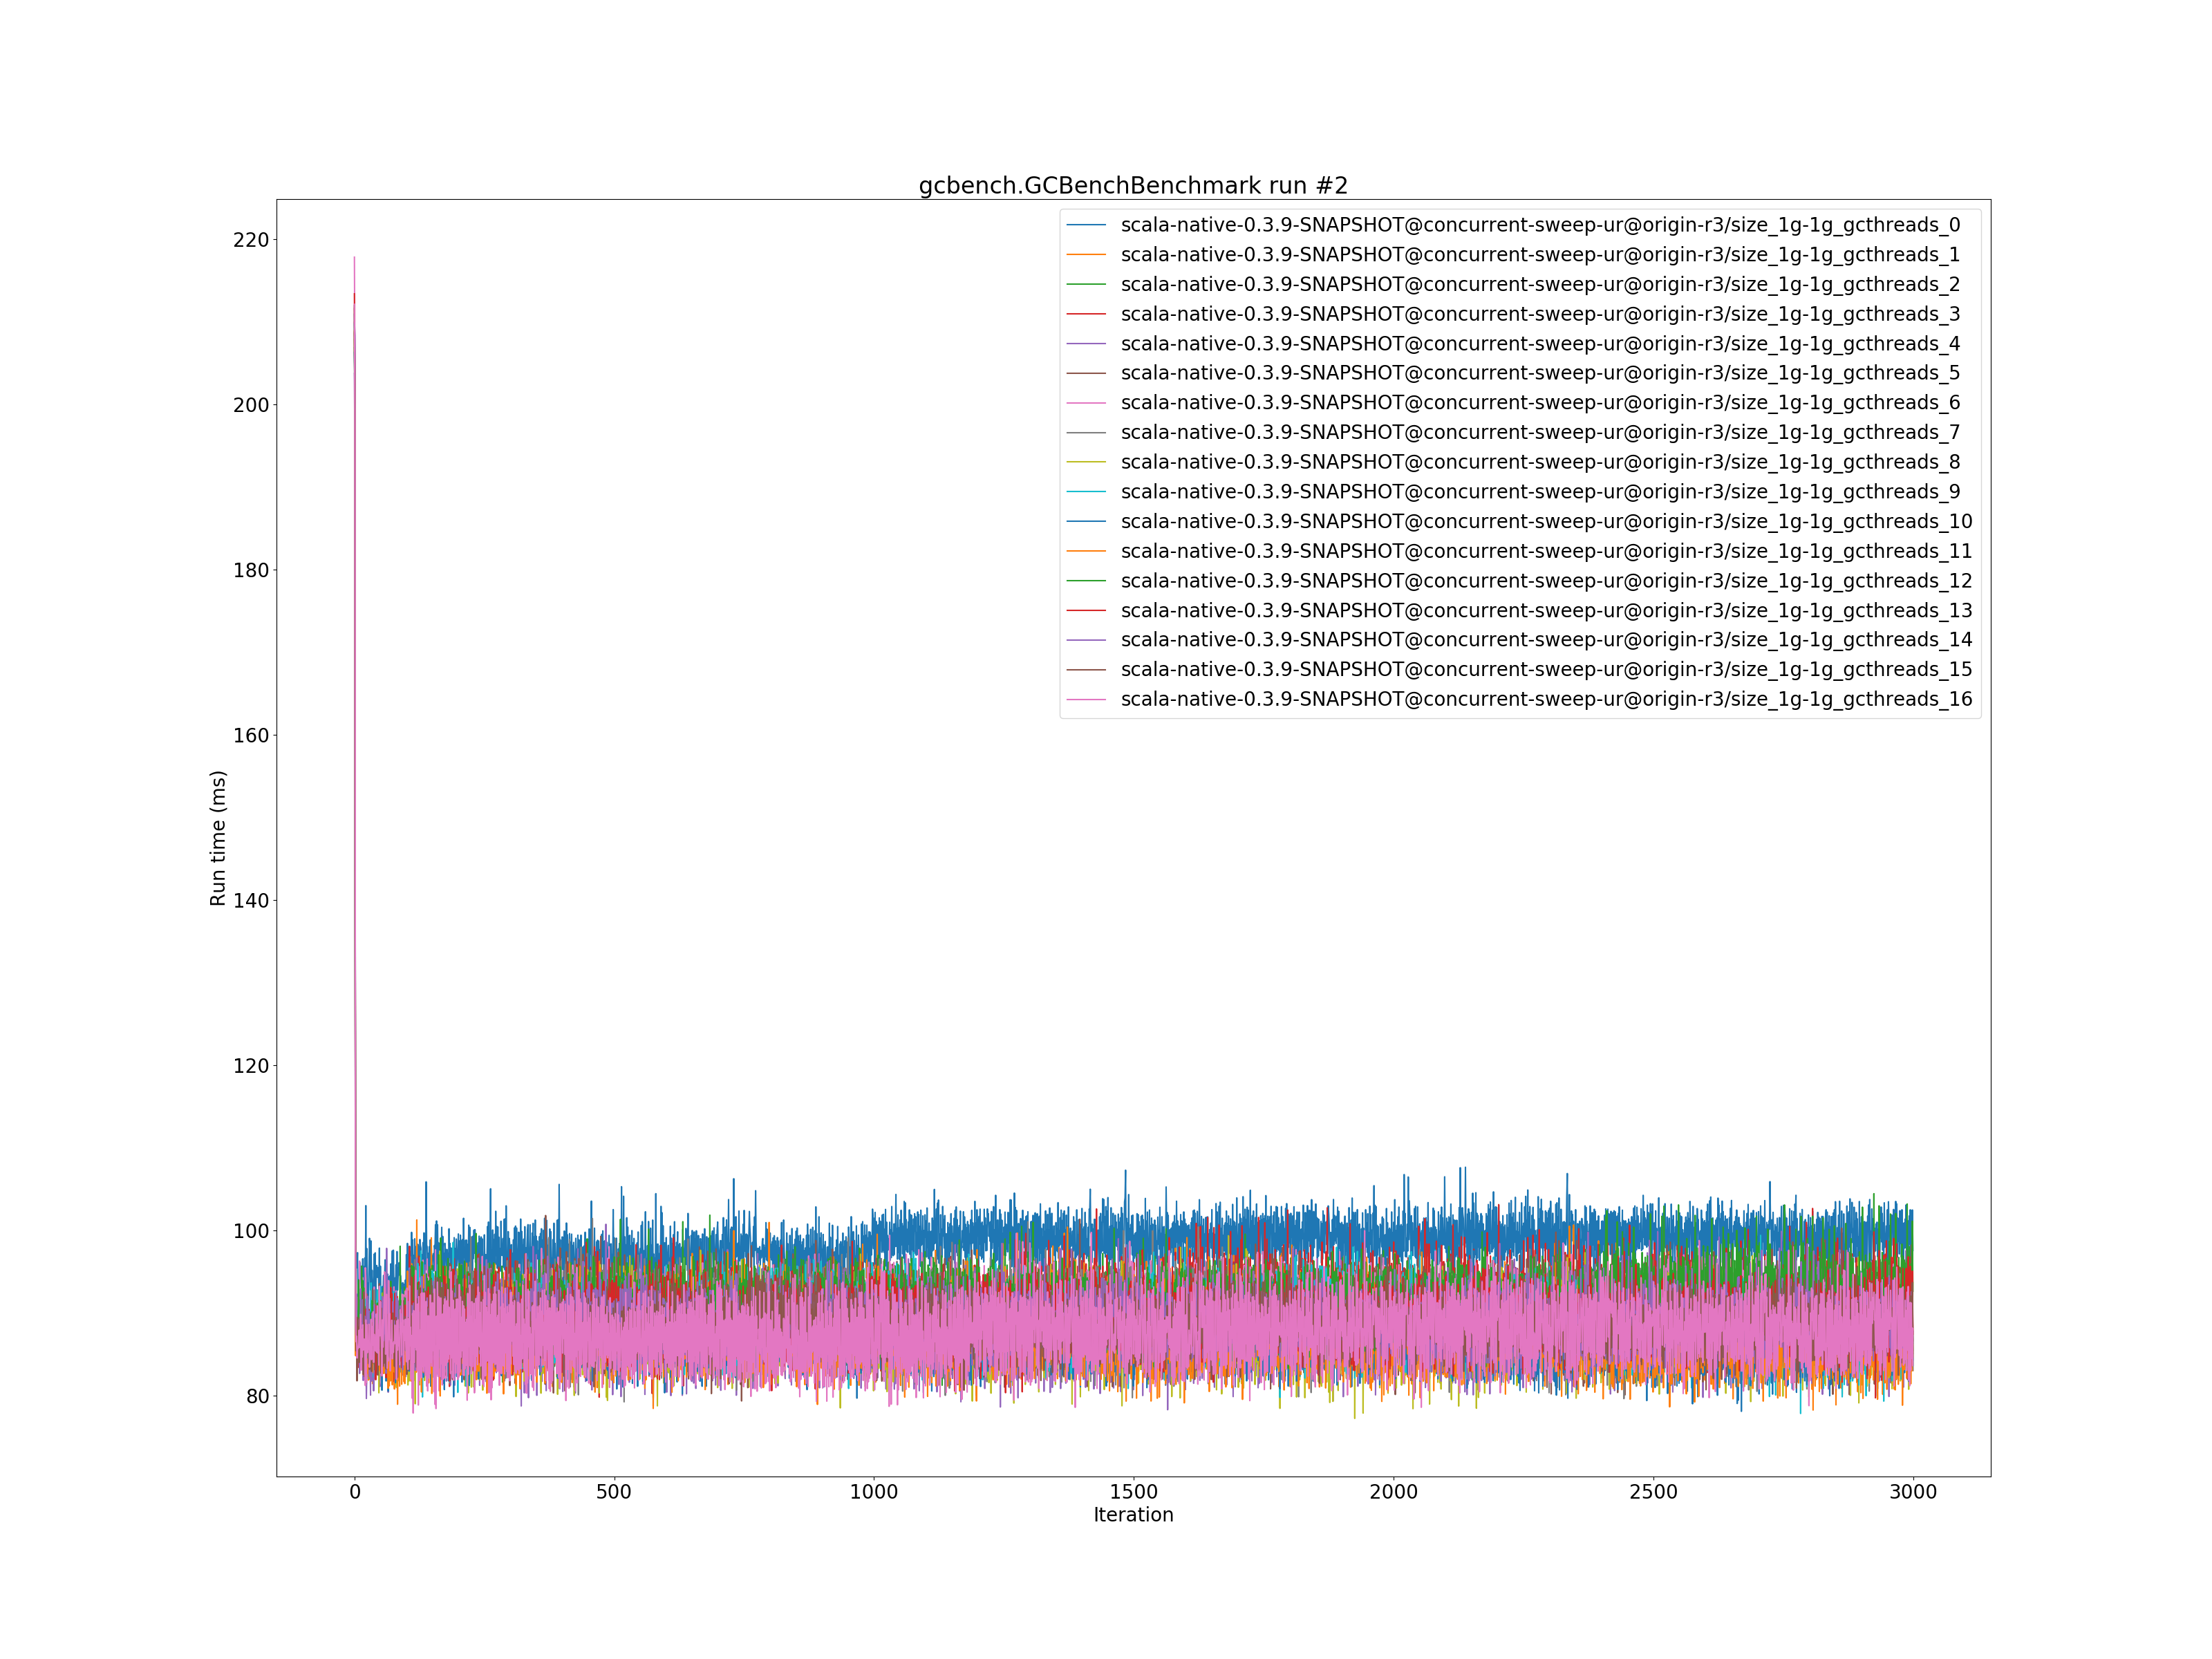 gcbench.GCBenchBenchmark run #2
scala-native-0.3.9-SNAPSHOT@concurrent-sweep-ur@origin-r3/size_1g-1g_gcthreads_0
scala-native-0.3.9-SNAPSHOT@concurrent-sweep-ur@origin-r3/size_1g-1g_gcthreads_1
scala-native-0.3.9-SNAPSHOT@concurrent-sweep-ur@origin-r3/size_1g-1g_gcthreads_2
scala-native-0.3.9-SNAPSHOT@concurrent-sweep-ur@origin-r3/size_1g-1g_gcthreads_3
scala-native-0.3.9-SNAPSHOT@concurrent-sweep-ur@origin-r3/size_1g-1g_gcthreads_4
scala-native-0.3.9-SNAPSHOT@concurrent-sweep-ur@origin-r3/size_1g-1g_gcthreads_5
scala-native-0.3.9-SNAPSHOT@concurrent-sweep-ur@origin-r3/size_1g-1g_gcthreads_6
scala-native-0.3.9-SNAPSHOT@concurrent-sweep-ur@origin-r3/size_1g-1g_gcthreads_7
scala-native-0.3.9-SNAPSHOT@concurrent-sweep-ur@origin-r3/size_1g-1g_gcthreads_8
scala-native-0.3.9-SNAPSHOT@concurrent-sweep-ur@origin-r3/size_1g-1g_gcthreads_9
scala-native-0.3.9-SNAPSHOT@concurrent-sweep-ur@origin-r3/size_1g-1g_gcthreads_10
scala-native-0.3.9-SNAPSHOT@concurrent-sweep-ur@origin-r3/size_1g-1g_gcthreads_11
scala-native-0.3.9-SNAPSHOT@concurrent-sweep-ur@origin-r3/size_1g-1g_gcthreads_12
scala-native-0.3.9-SNAPSHOT@concurrent-sweep-ur@origin-r3/size_1g-1g_gcthreads_13
scala-native-0.3.9-SNAPSHOT@concurrent-sweep-ur@origin-r3/size_1g-1g_gcthreads_14
scala-native-0.3.9-SNAPSHOT@concurrent-sweep-ur@origin-r3/size_1g-1g_gcthreads_15
scala-native-0.3.9-SNAPSHOT@concurrent-sweep-ur@origin-r3/size_1g-1g_gcthreads_16
220
200
180
160
140
120
100
80
Run time (ms)
0 500 1000 1500 2000 2500 3000
Iteration